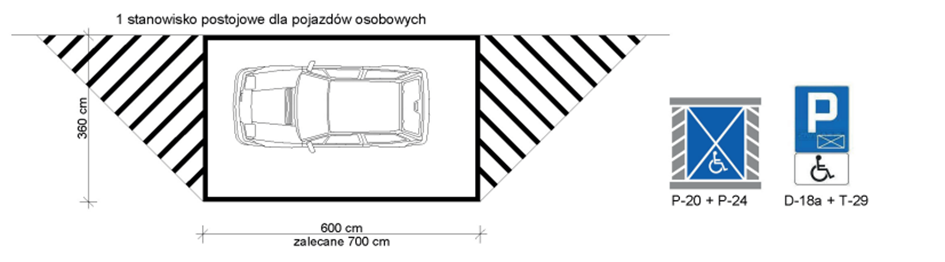 1 stanowisko postojowe dla pojazdów osobowych
360 cm
600 cm
zalecane 700 cm
P
P-20 + P-24
D-18a + T-29